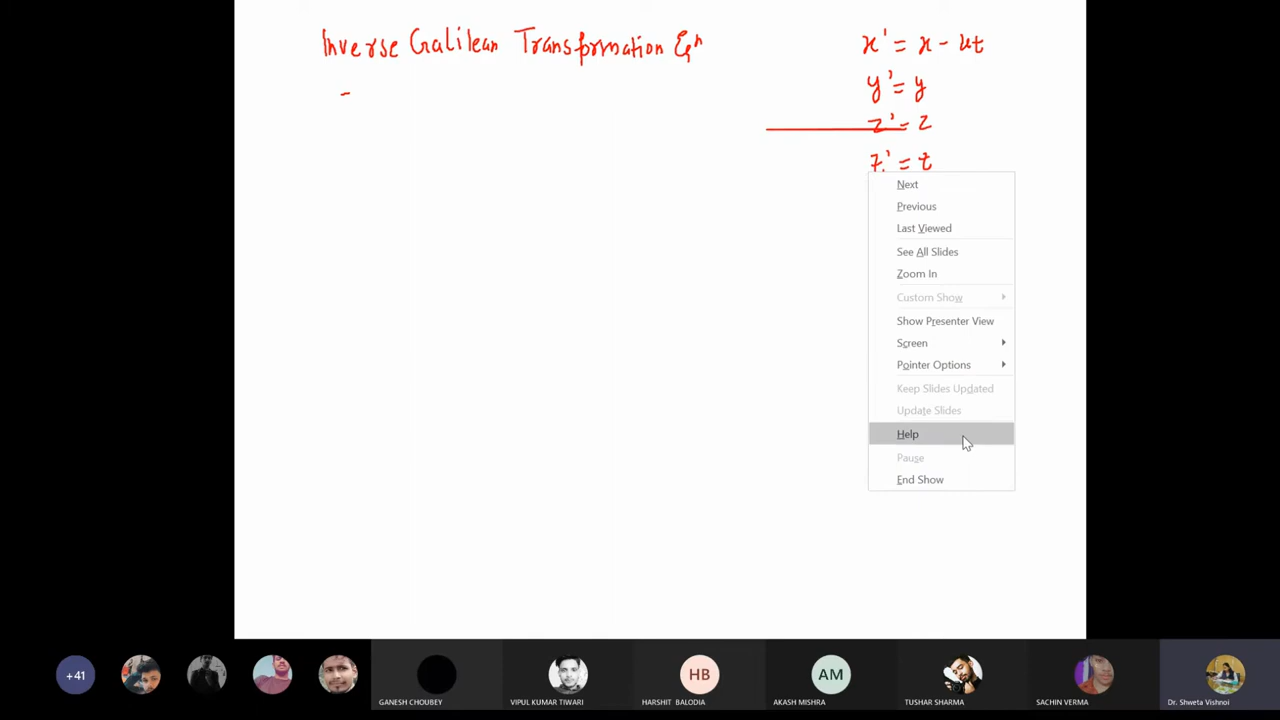 Inverse Galilean Transformation Eqn
x' = x - ut
y' = y
z' = z
t' = t
Next
Previous
Last Viewed
See All Slides
Zoom In
Custom Show
Show Presenter View
Screen
Pointer Options
Keep Slides Updated
Update Slides
Help
Pause
End Show
+41
HB
AM
GANESH CHOUBEY
VIPUL KUMAR TIWARI
HARSHIT BALODIA
AKASH MISHRA
TUSHAR SHARMA
SACHIN VERMA
Dr. Shweta Vishnoi